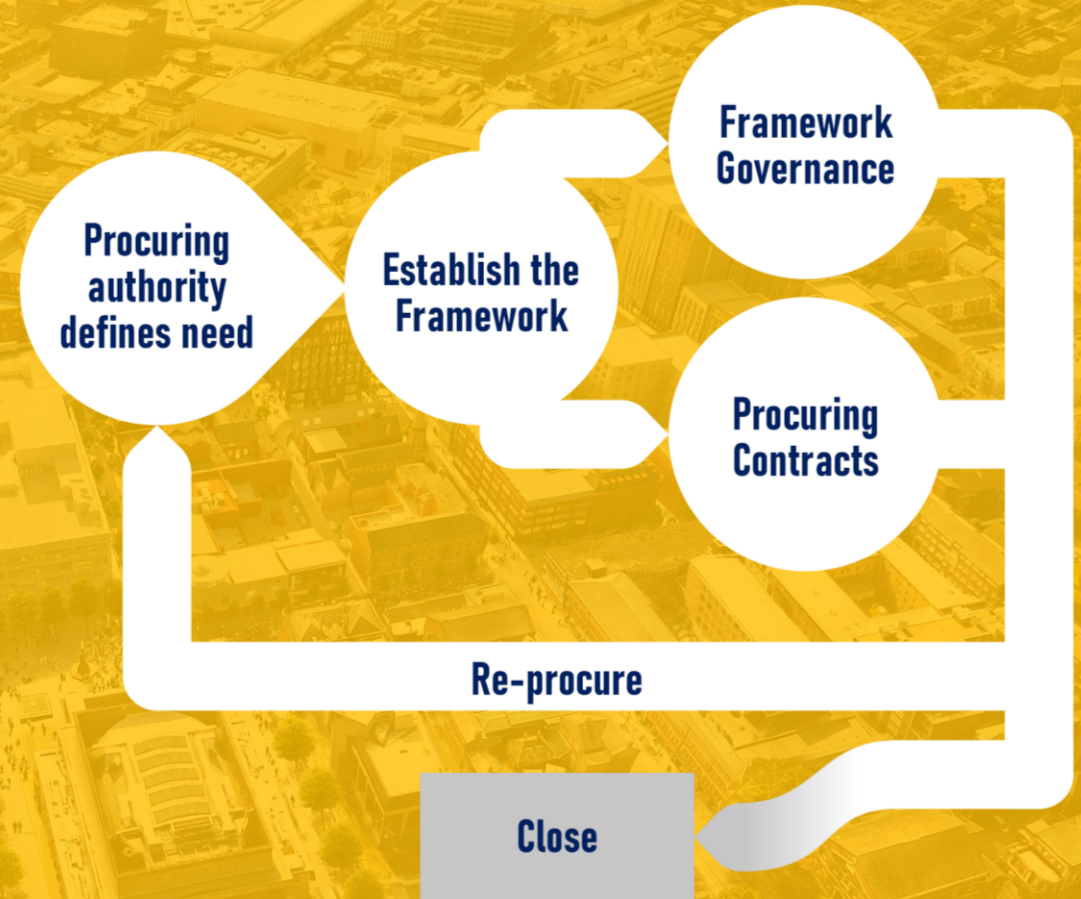 Procuring
authority
defines need
Establish the
Framework
Framework
Governance
Procuring
Contracts
Re-procure
Close